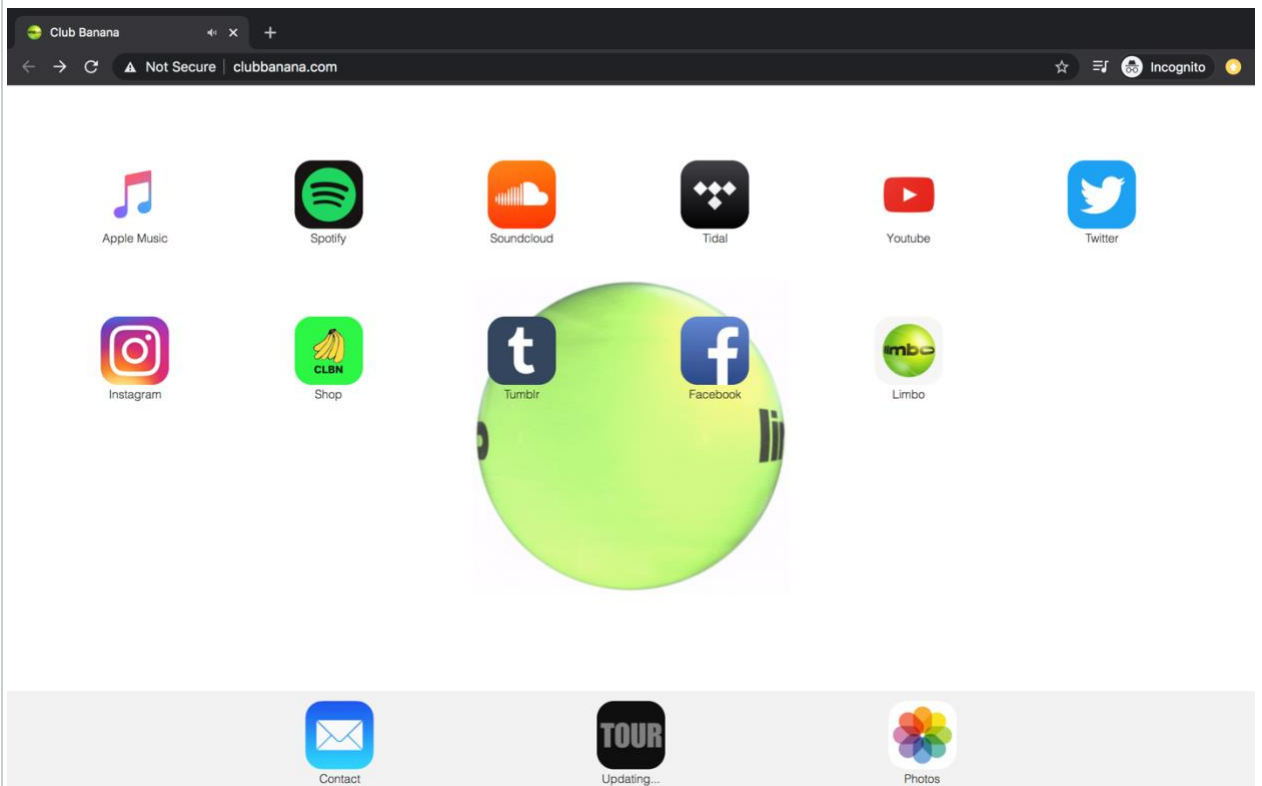 Club Banana
Not Secure clubbanana.com Incognito
Apple Music Spotify Soundcloud Tidal Youtube Twitter
CLBN
limbo
Instagram Shop Tumblr Facebook Limbo
TOUR
Contact Updating... Photos